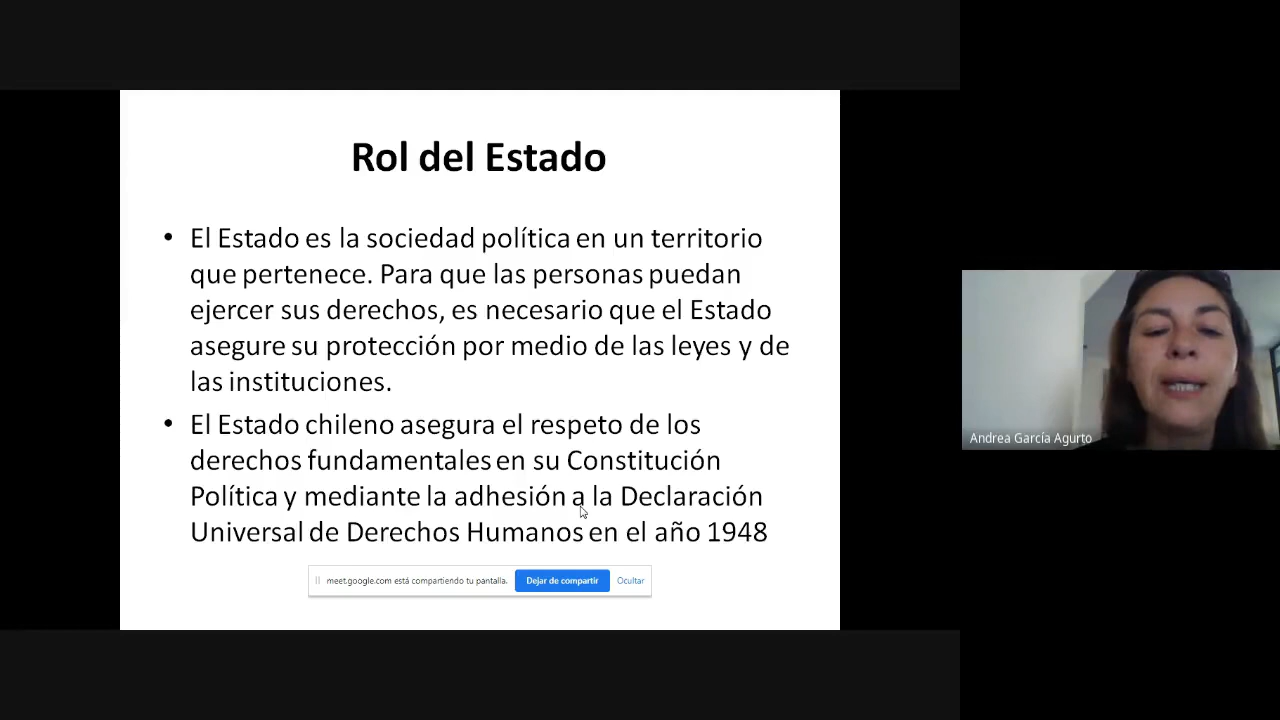 Rol del Estado
• El Estado es la sociedad política en un territorio
que pertenece. Para que las personas puedan
ejercer sus derechos, es necesario que el Estado
asegure su protección por medio de las leyes y de
las instituciones.
• El Estado chileno asegura el respeto de los
derechos fundamentales en su Constitución
Política y mediante la adhesión a la Declaración
Universal de Derechos Humanos en el año 1948
meet.google.com está compartiendo tu pantalla. Dejar de compartir Ocultar
Andrea García Agurto